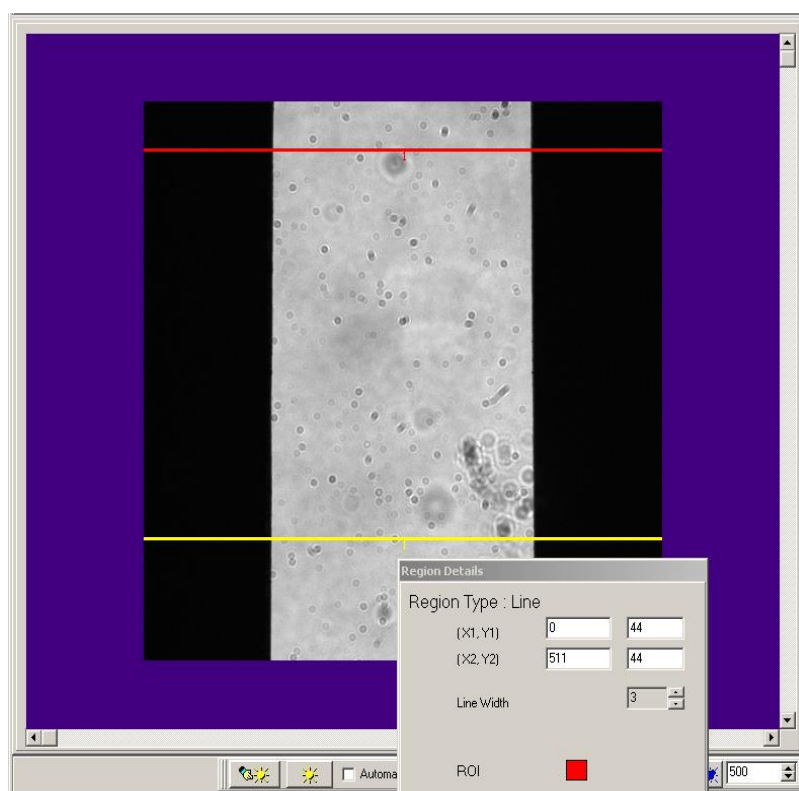 1
1
Region Details
Region Type : Line
(X1, Y1) 0 44
(X2, Y2) 511 44
Line Width 3
Automa
ROI
500